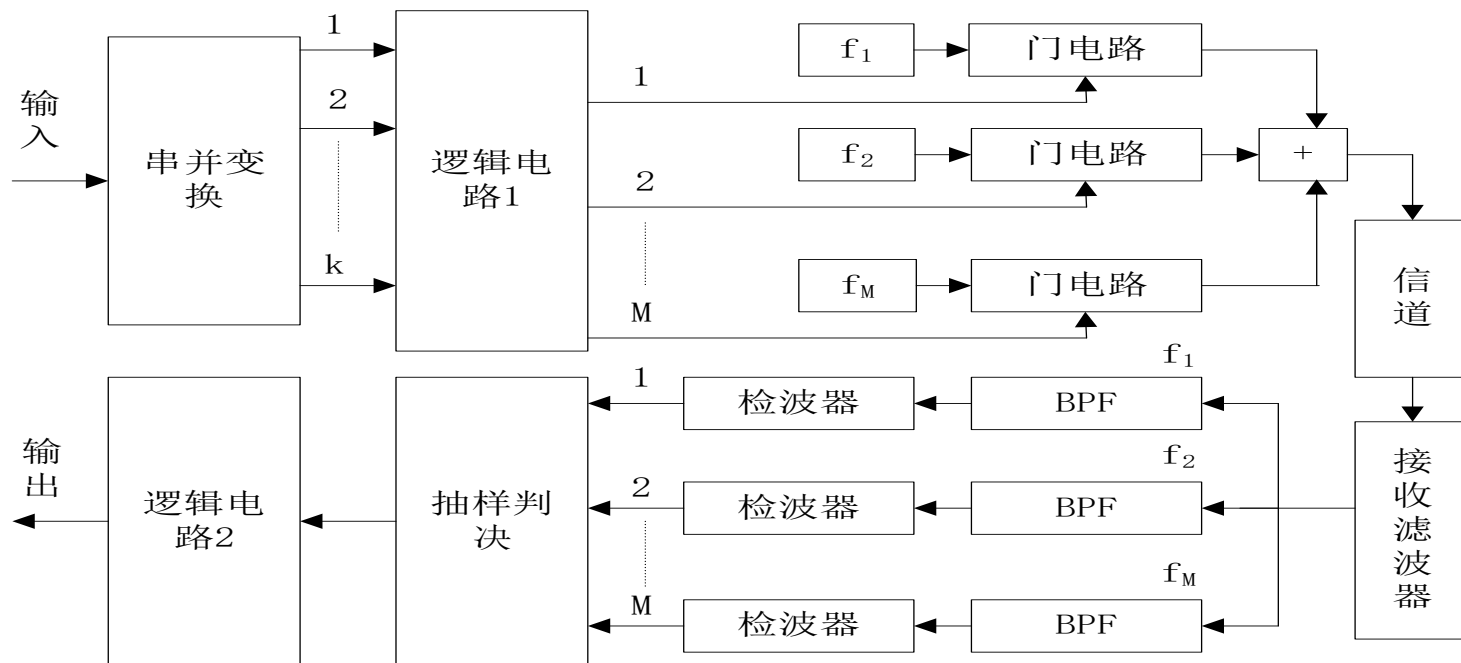 输
入
串并变
换
1
2
k
逻辑电
路1
1
2
M
f₁
门电路
f₂
门电路
f_M
门电路
+
信
道
输
出
逻辑电
路2
抽样判
决
1
检波器
BPF
f₁
2
检波器
BPF
f₂
M
检波器
BPF
f_M
接
收
滤
波
器